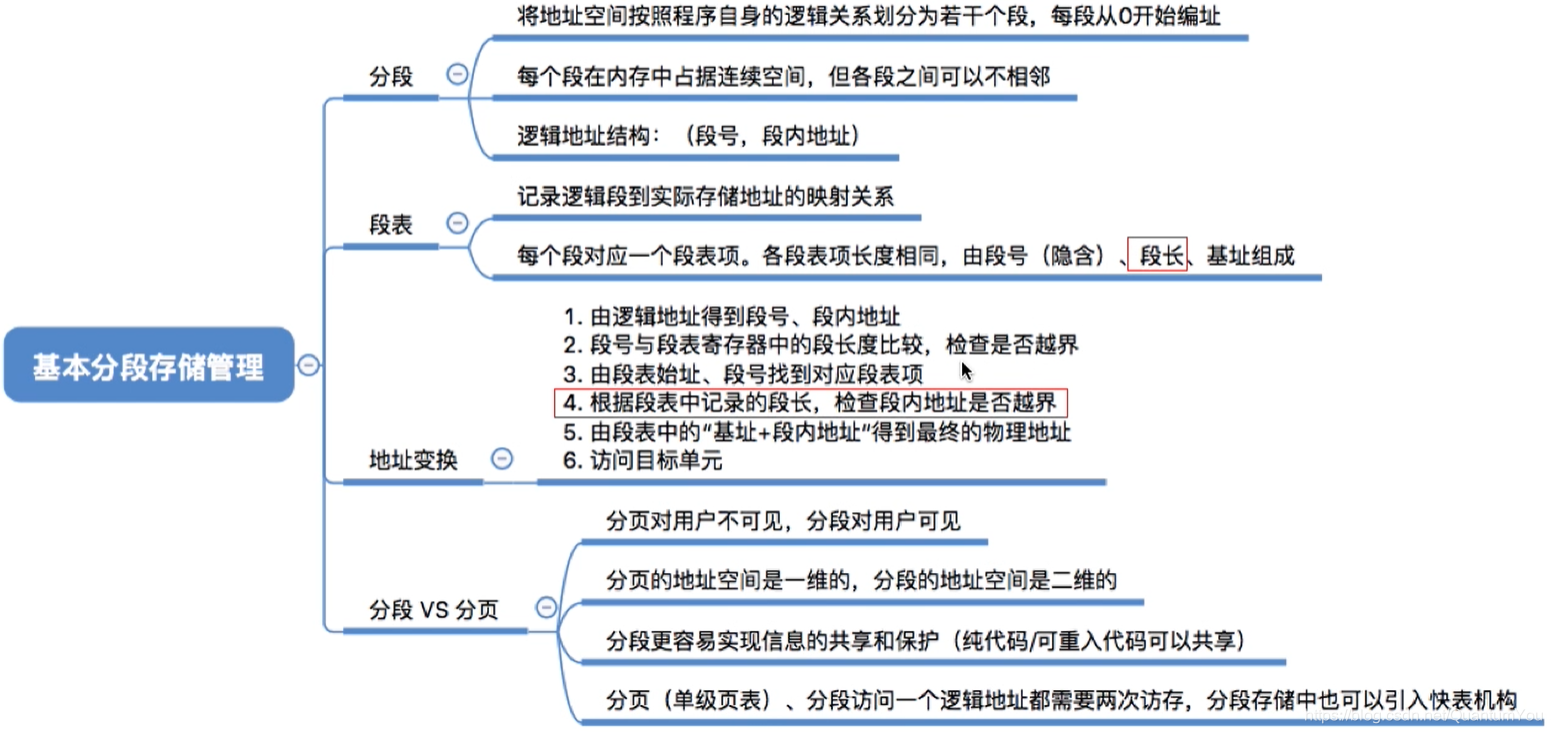 将地址空间按照程序自身的逻辑关系划分为若干个段，每段从0开始编址
分段
每个段在内存中占据连续空间，但各段之间可以不相邻
逻辑地址结构：（段号，段内地址）
记录逻辑段到实际存储地址的映射关系
段表
每个段对应一个段表项。各段表项长度相同，由段号（隐含）、段长、基址组成
基本分段存储管理
1. 由逻辑地址得到段号、段内地址
2. 段号与段表寄存器中的段长度比较，检查是否越界
3. 由段表始址、段号找到对应段表项
4. 根据段表中记录的段长，检查段内地址是否越界
5. 由段表中的“基址+段内地址”得到最终的物理地址
6. 访问目标单元
地址变换
分页对用户不可见，分段对用户可见
分页的地址空间是一维的，分段的地址空间是二维的
分段 VS 分页
分段更容易实现信息的共享和保护（纯代码/可重入代码可以共享）
分页（单级页表）、分段访问一个逻辑地址都需要两次访存，分段存储中也可以引入快表机构
https://blog.csdn.net/QuantumYou